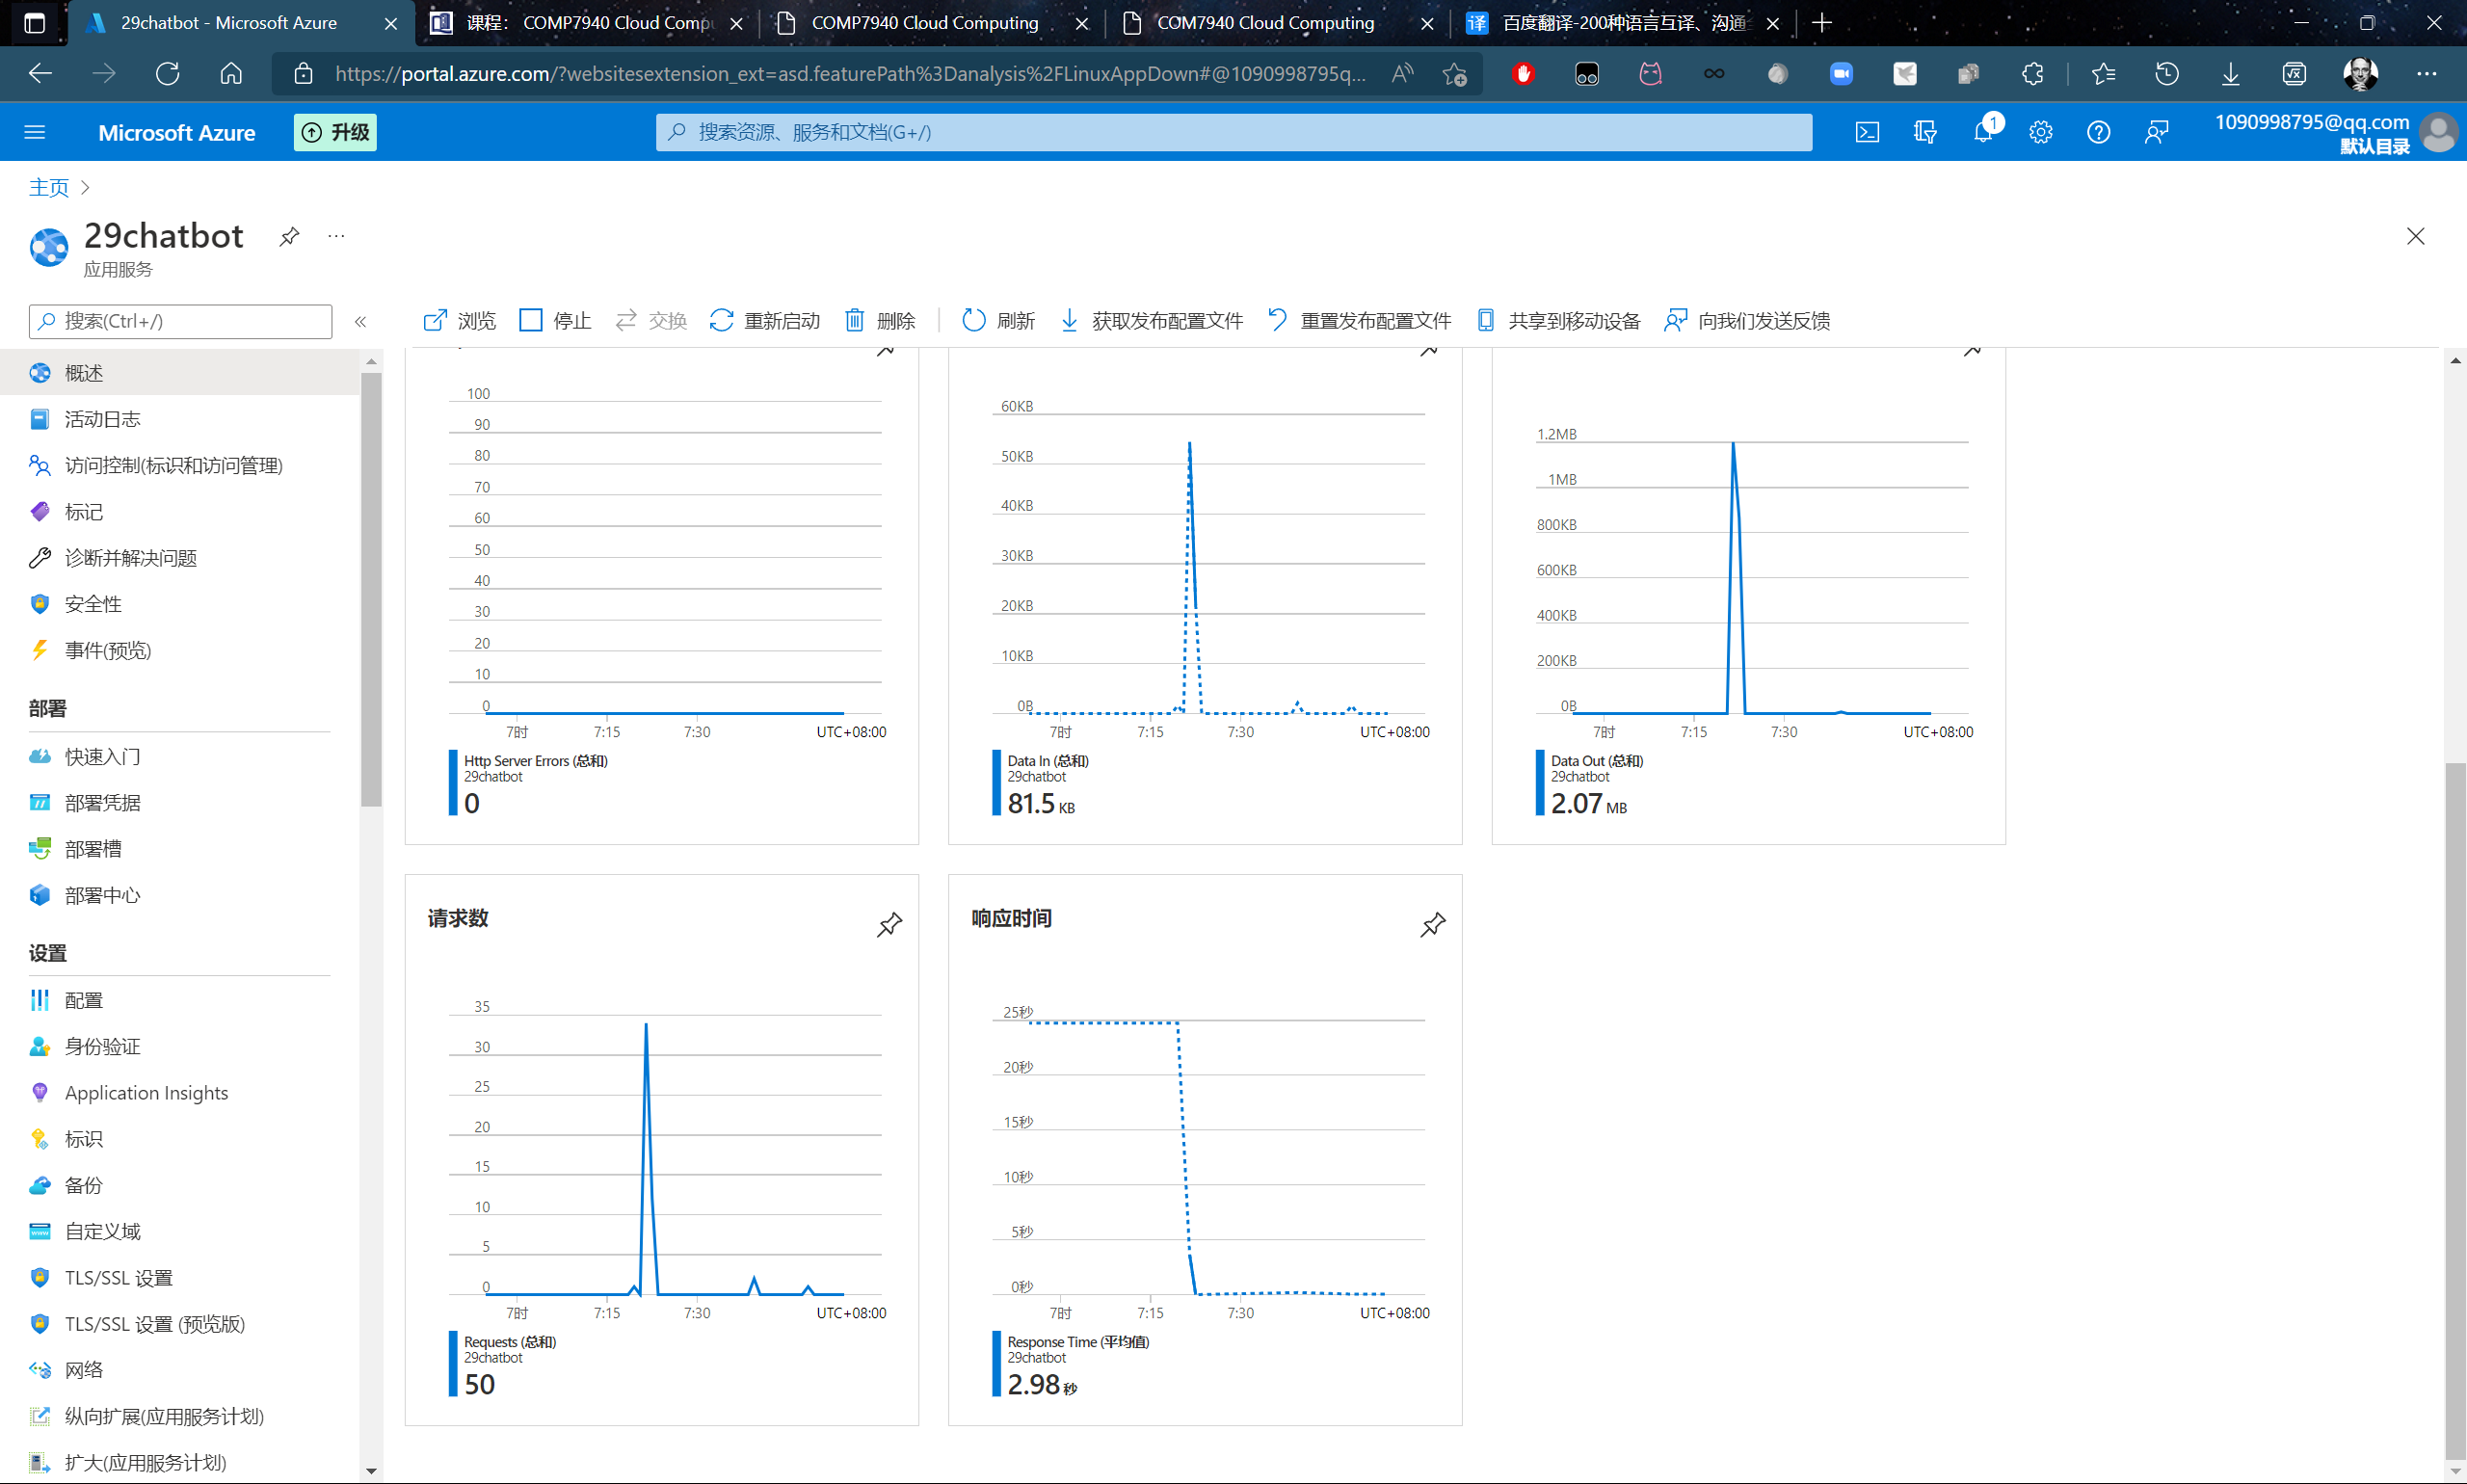 29chatbot - Microsoft Azure
课程： COMP7940 Cloud Comp
COMP7940 Cloud Computing
COM7940 Cloud Computing
译 百度翻译-200种语言互译、沟通
https://portal.azure.com/?websitesextension_ext=asd.featurePath%3Danalysis%2FLinuxAppDown#@1090998795q...
Microsoft Azure
升级
搜索资源、服务和文档(G+/)
1
1090998795@qq.com
默认目录
主页
29chatbot
应用服务
搜索(Ctrl+/)
浏览
停止
交换
重新启动
删除
刷新
获取发布配置文件
重置发布配置文件
共享到移动设备
向我们发送反馈
概述
活动日志
访问控制(标识和访问管理)
标记
诊断并解决问题
安全性
事件(预览)
部署
快速入门
部署凭据
部署槽
部署中心
设置
配置
身份验证
Application Insights
标识
备份
自定义域
TLS/SSL 设置
TLS/SSL 设置 (预览版)
网络
纵向扩展(应用服务计划)
扩大(应用服务计划)
100
90
80
70
60
50
40
30
20
10
0
7时
7:15
7:30
UTC+08:00
Http Server Errors (总和)
29chatbot
0
60KB
50KB
40KB
30KB
20KB
10KB
0B
7时
7:15
7:30
UTC+08:00
Data In (总和)
29chatbot
81.5 KB
1.2MB
1MB
800KB
600KB
400KB
200KB
0B
7时
7:15
7:30
UTC+08:00
Data Out (总和)
29chatbot
2.07 MB
请求数
35
30
25
20
15
10
5
0
7时
7:15
7:30
UTC+08:00
Requests (总和)
29chatbot
50
响应时间
25秒
20秒
15秒
10秒
5秒
0秒
7时
7:15
7:30
UTC+08:00
Response Time (平均值)
29chatbot
2.98 秒